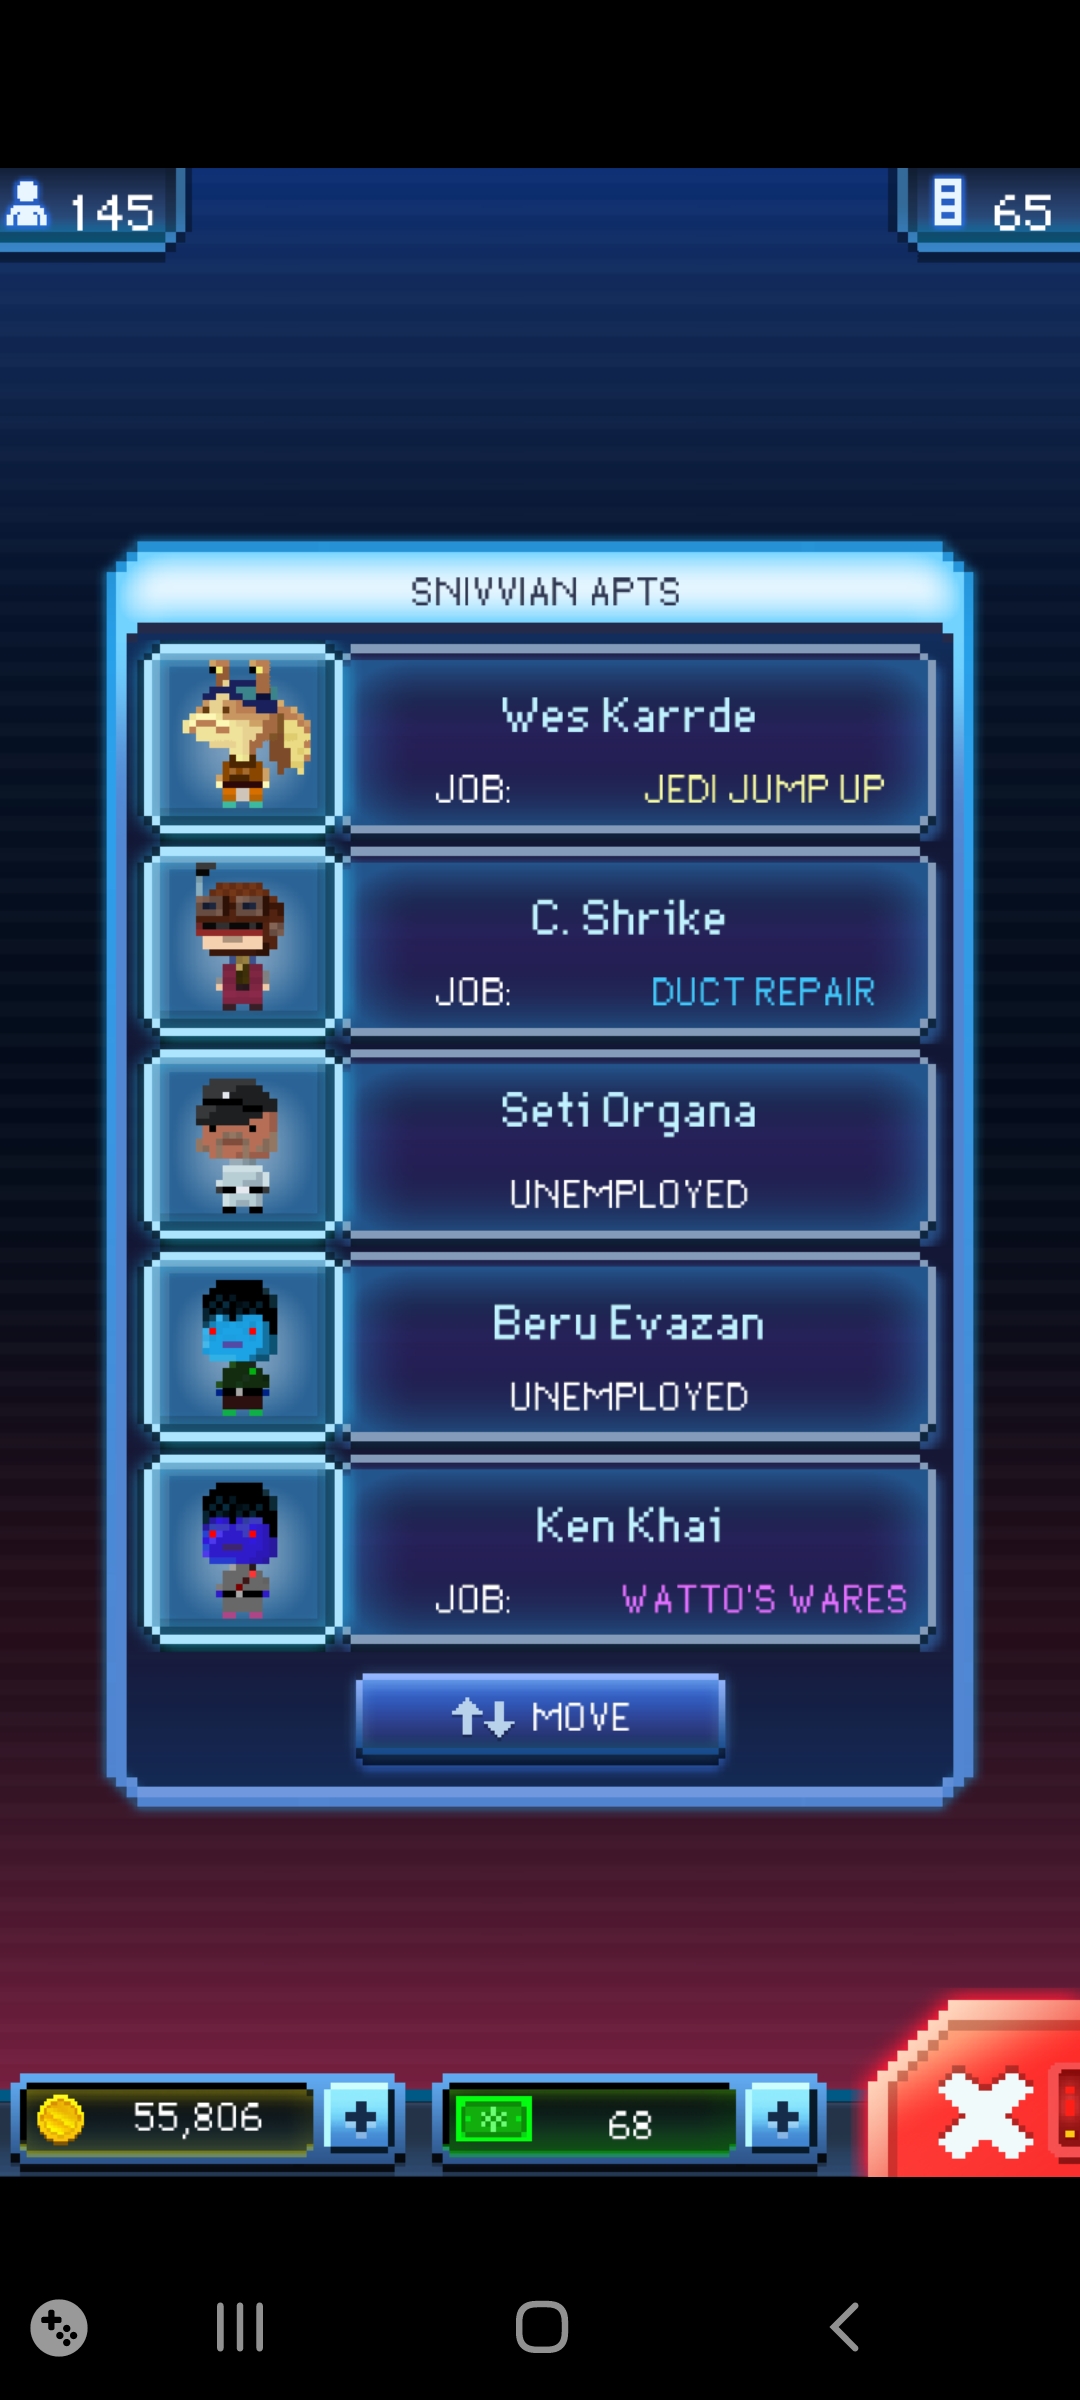 145
65
SNIVVIAN APTS
Wes Karrde
JOB: JEDI JUMP UP
C. Shrike
JOB: DUCT REPAIR
Seti Organa
UNEMPLOYED
Beru Evazan
UNEMPLOYED
Ken Khai
JOB: WATTO'S WARES
MOVE
55,806
68